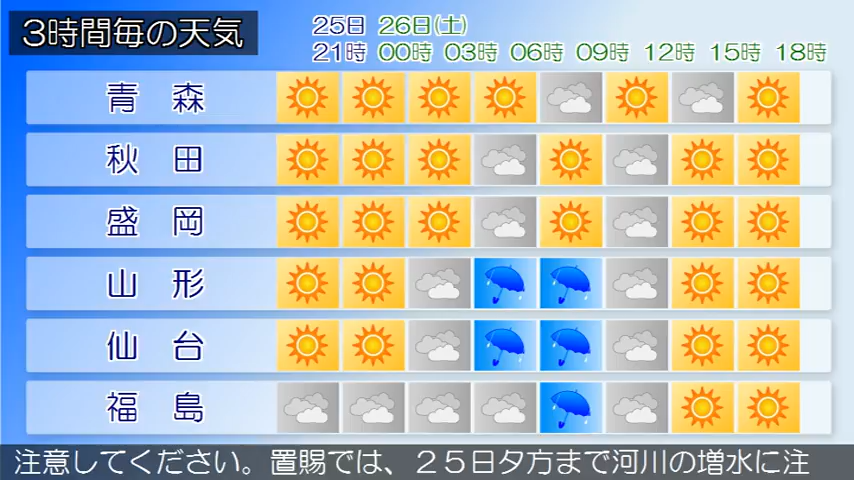 3時間毎の天気
25日 26日(土)
21時 00時 03時 06時 09時 12時 15時 18時
青森
秋田
盛岡
山形
仙台
福島
注意してください。置賜では、２５日夕方まで河川の増水に注